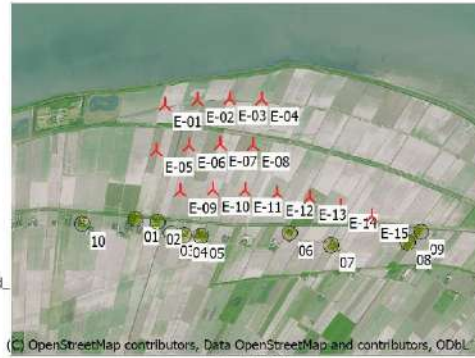 E-01 E-02 E-03 E-04
E-05 E-06 E-07 E-08
E-09 E-10 E-11 E-12 E-13 E-14 E-15
10 01 02 03 04 05 06 07 08 09
(C) OpenStreetMap contributors, Data OpenStreetMap and contributors, ODbL